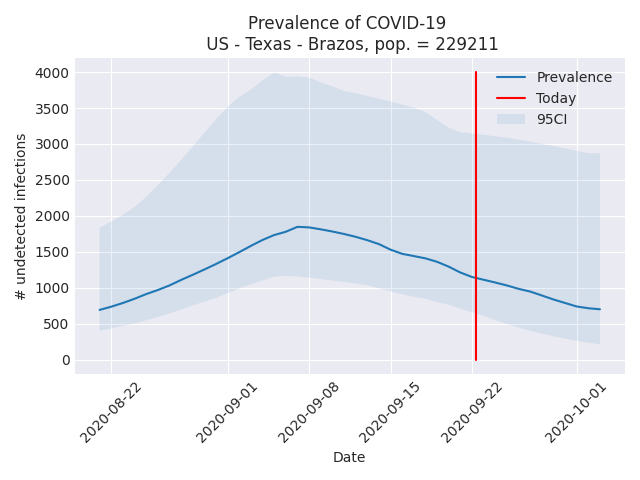 Prevalence of COVID-19
US - Texas - Brazos, pop. = 229211
4000
3500
3000
2500
2000
1500
1000
500
0
# undetected infections
Prevalence
Today
95CI
2020-08-22
2020-09-01
2020-09-08
2020-09-15
2020-09-22
2020-10-01
Date